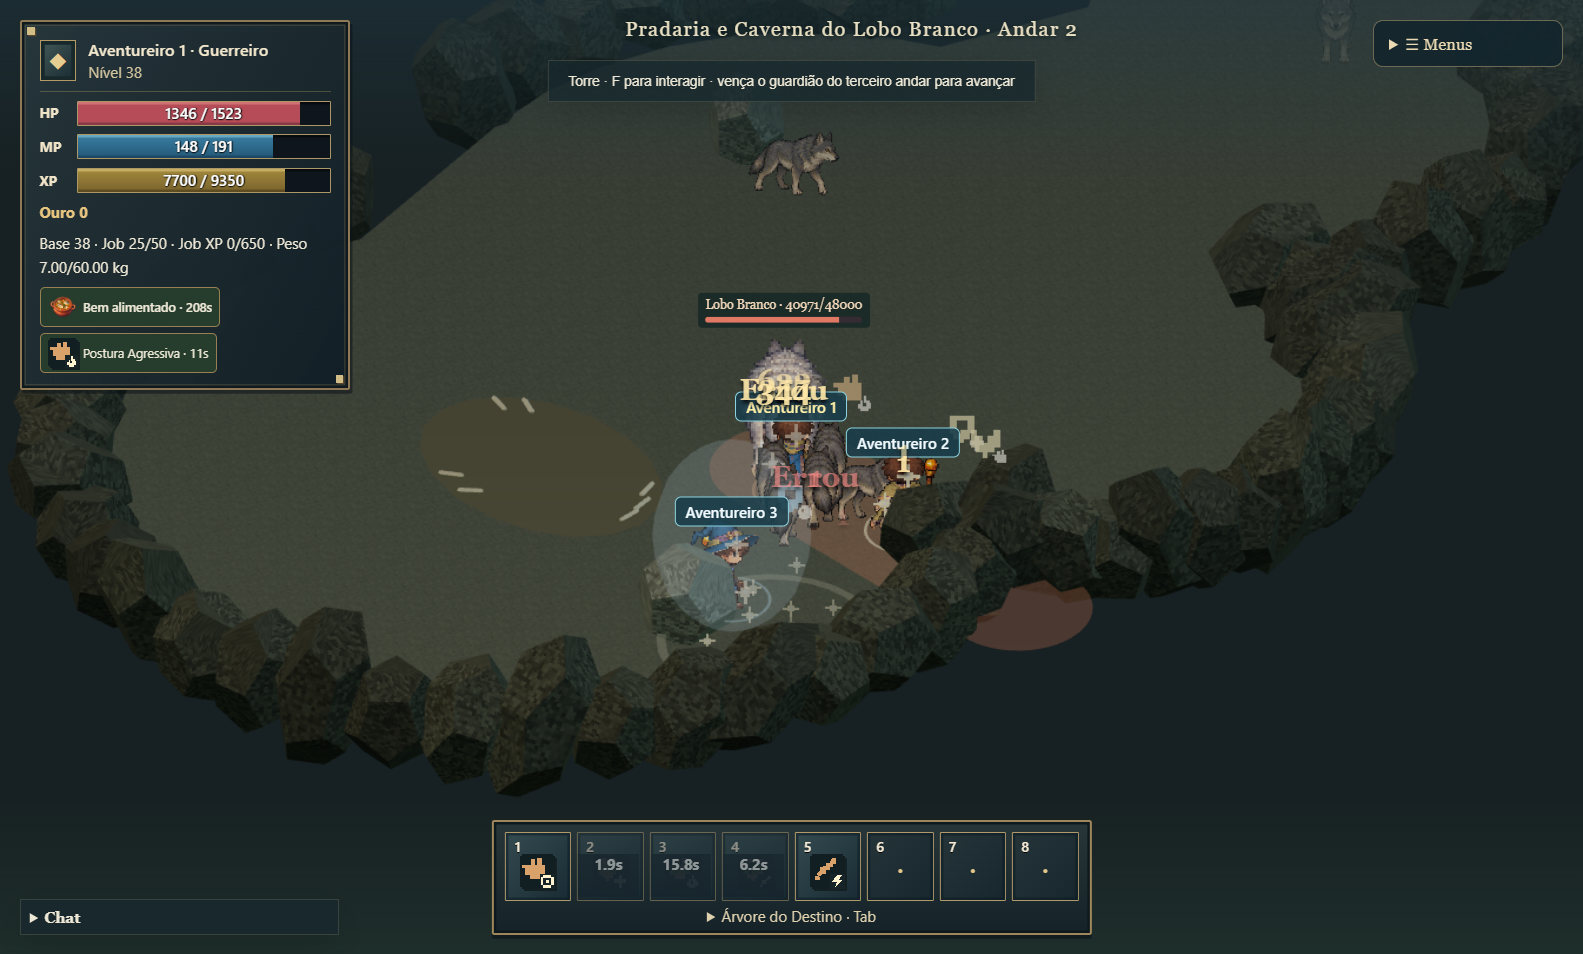 Pradaria e Caverna do Lobo Branco · Andar 2
Torre · F para interagir · vença o guardião do terceiro andar para avançar
☰ Menus
Aventureiro 1 · Guerreiro
Nível 38
HP 1346 / 1523
MP 148 / 191
XP 7700 / 9350
Ouro 0
Base 38 · Job 25/50 · Job XP 0/650 · Peso
7.00/60.00 kg
Bem alimentado · 208s
Postura Agressiva · 11s
Lobo Branco · 40971/48000
Aventureiro 1
Aventureiro 2
1
Errou
Aventureiro 3
1 2 3 4 5 6 7 8
1.9s 15.8s 6.2s
Árvore do Destino · Tab
Chat